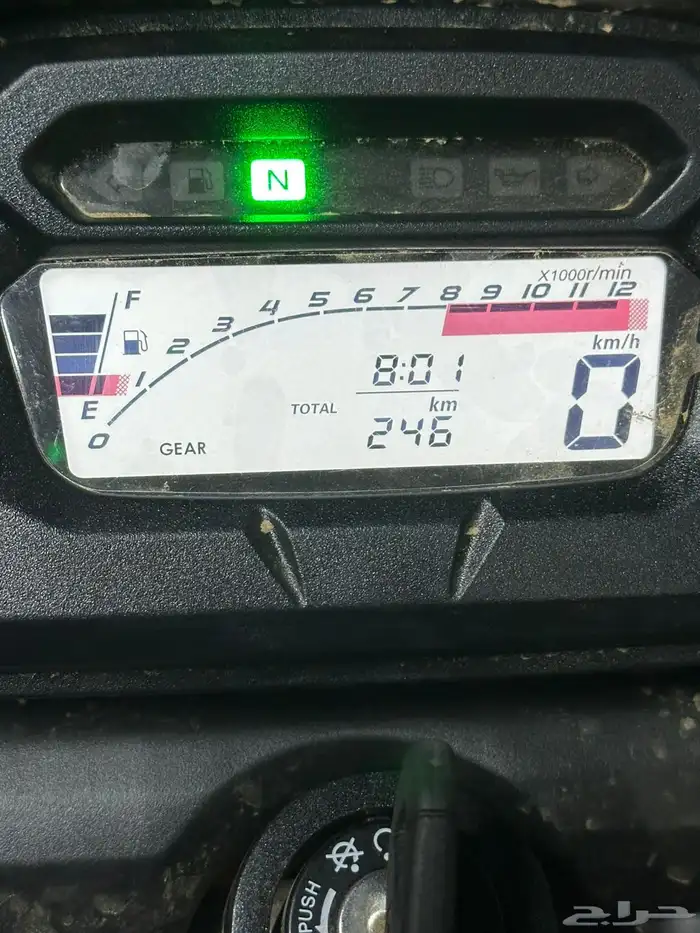 N
X1000r/min
F
0 1 2 3 4 5 6 7 8 9 10 11 12
km/h
8:01
0
E
TOTAL
km
246
GEAR
PUSH
حراج